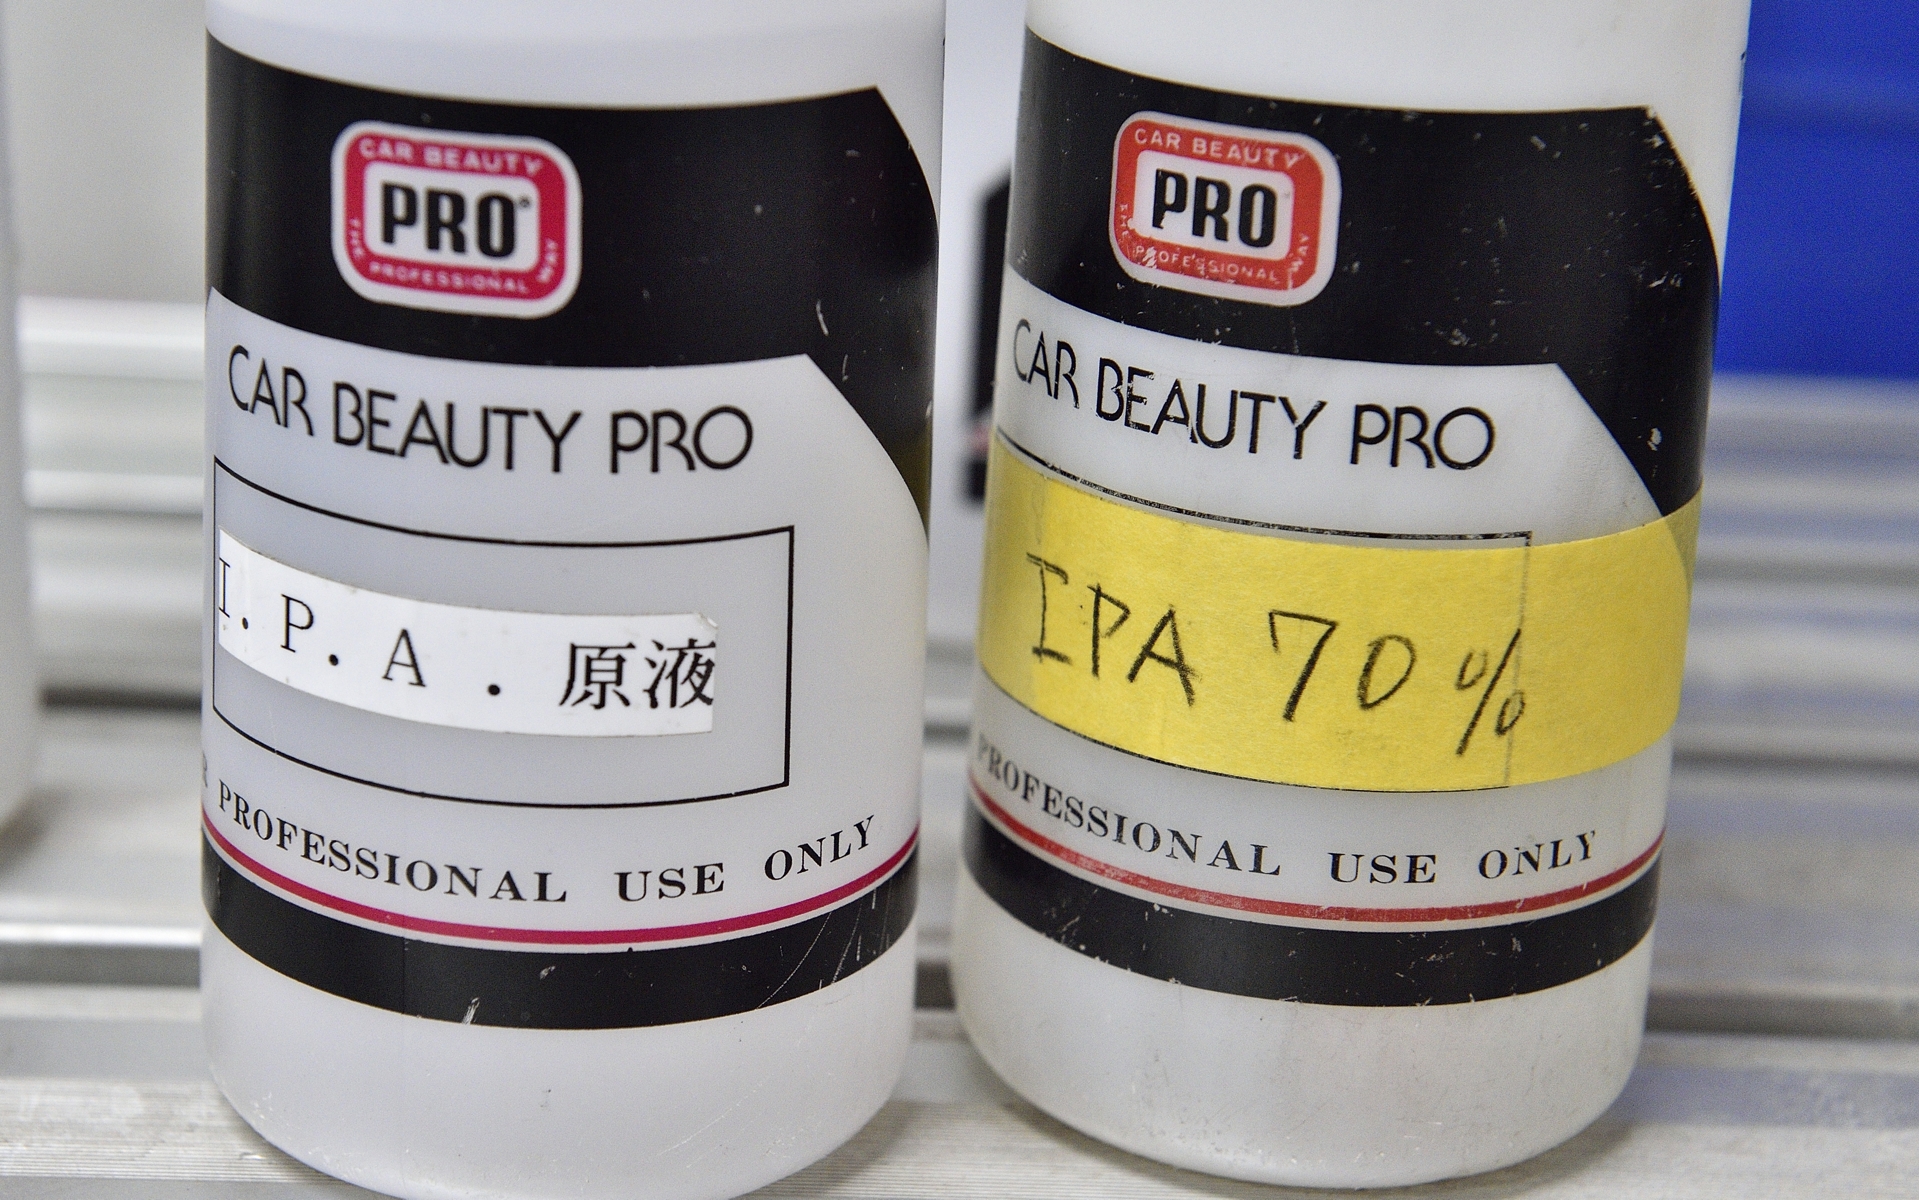 CAR BEAUTY
PRO®
THE PROFESSIONAL WAY
CAR BEAUTY PRO
I.P.A.原液
R PROFESSIONAL USE ONLY
CAR BEAUTY
PRO
THE PROFESSIONAL WAY
CAR BEAUTY PRO
IPA 70%
PROFESSIONAL USE ONLY